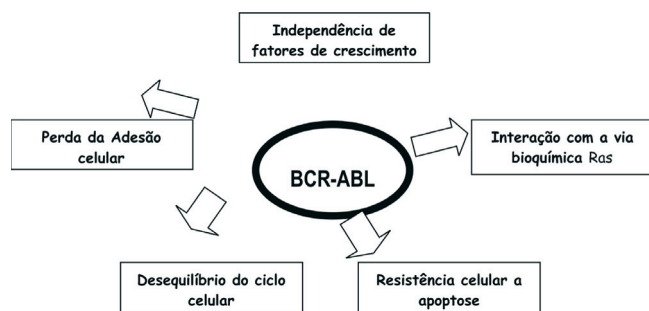 Independência de
fatores de crescimento
Perda da Adesão
celular
BCR-ABL
Interação com a via
bioquímica Ras
Desequilíbrio do ciclo
celular
Resistência celular a
apoptose